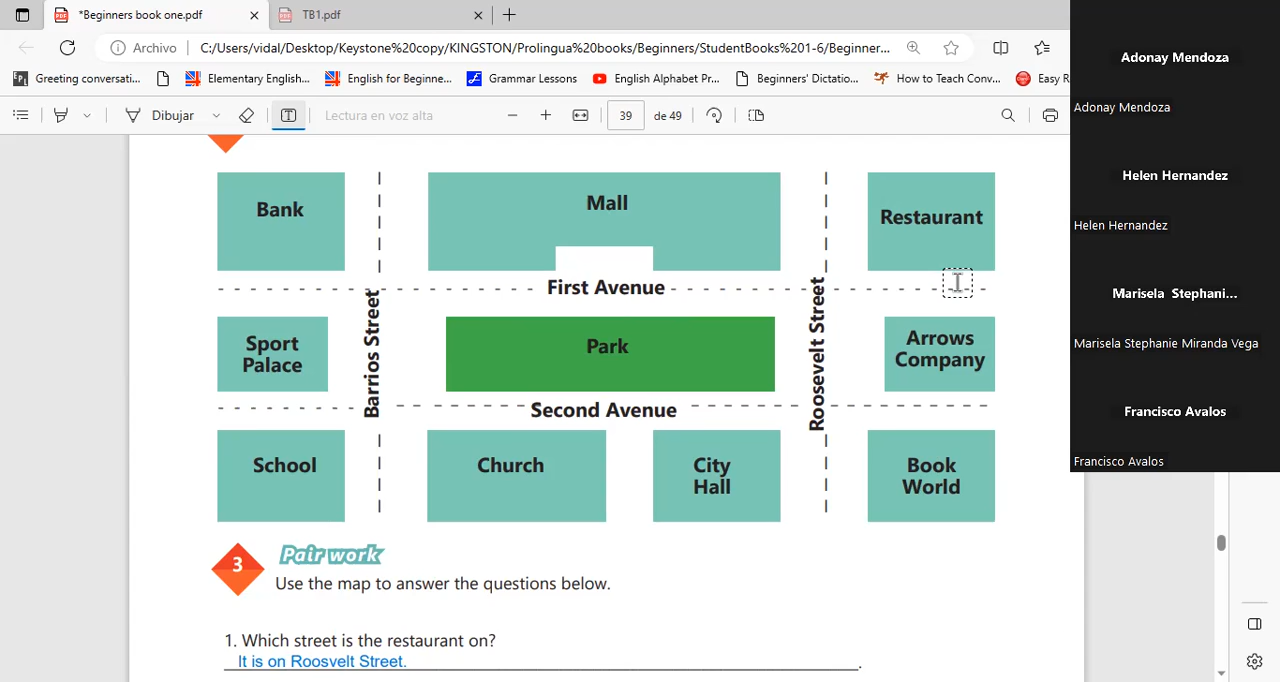 *Beginners book one.pdf
TB1.pdf
Archivo
C:/Users/vidal/Desktop/Keystone%20copy/KINGSTON/Prolingua%20books/Beginners/StudentBooks%201-6/Beginner...
Greeting conversati...
Elementary English...
English for Beginne...
Grammar Lessons
English Alphabet Pr...
Beginners' Dictatio...
How to Teach Conv...
Easy R
Dibujar
Lectura en voz alta
39
de 49
Bank
Mall
Restaurant
First Avenue
Sport
Palace
Barrios Street
Park
Roosevelt Street
Arrows
Company
Second Avenue
School
Church
City
Hall
Book
World
3
Pair work
Use the map to answer the questions below.
1. Which street is the restaurant on?
It is on Roosvelt Street.
Adonay Mendoza
Adonay Mendoza
Helen Hernandez
Helen Hernandez
Marisela Stephani...
Marisela Stephanie Miranda Vega
Francisco Avalos
Francisco Avalos